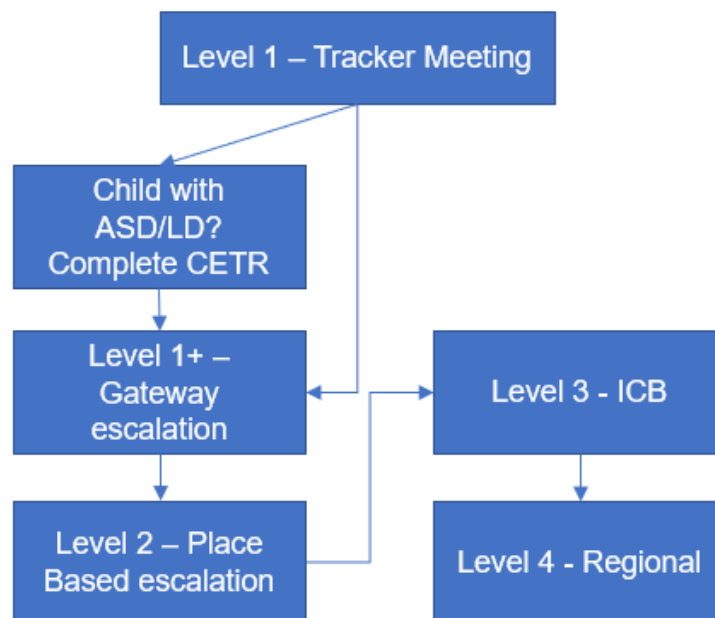 Level 1 – Tracker Meeting
Child with
ASD/LD?
Complete CETR
Level 1+ –
Gateway
escalation
Level 2 – Place
Based escalation
Level 3 - ICB
Level 4 - Regional